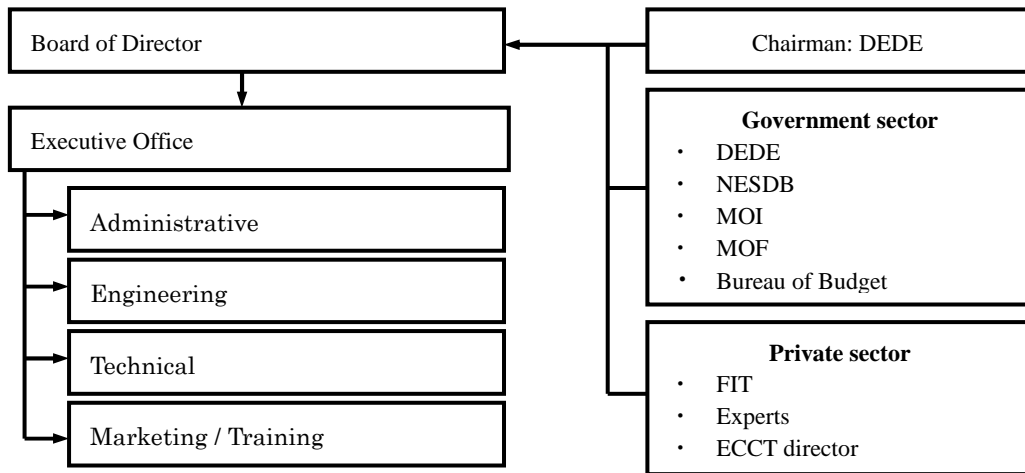 Board of Director
Executive Office
Administrative
Engineering
Technical
Marketing / Training
Chairman: DEDE
Government sector
・ DEDE
・ NESDB
・ MOI
・ MOF
・ Bureau of Budget
Private sector
・ FIT
・ Experts
・ ECCT director